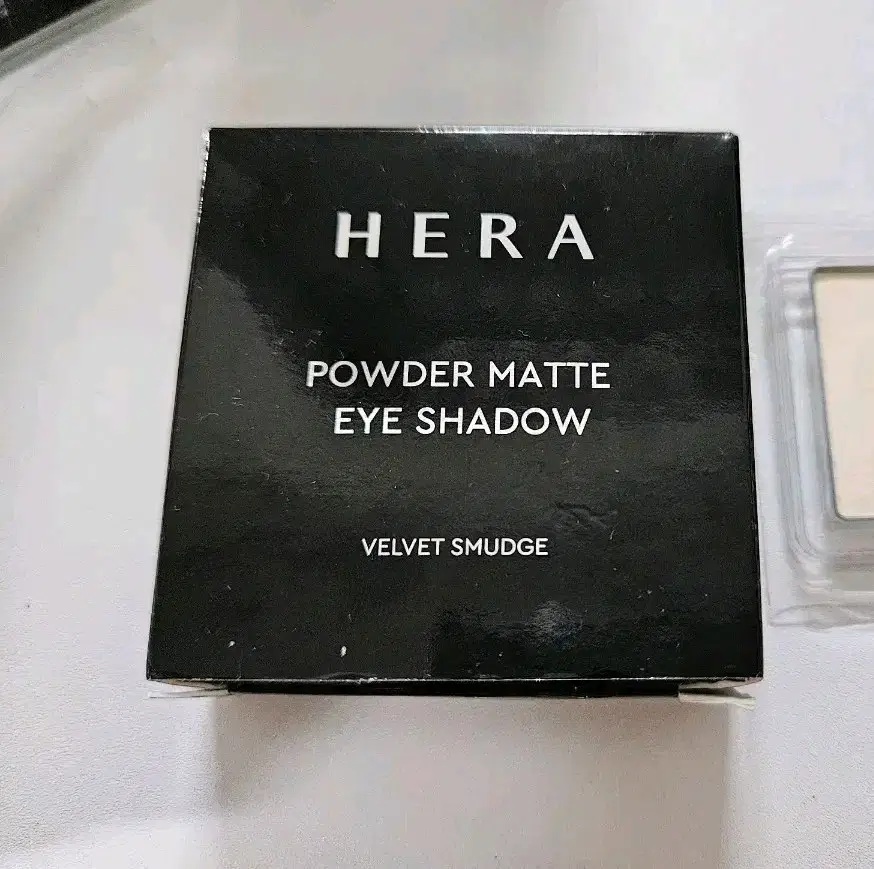 HERA
POWDER MATTE
EYE SHADOW
VELVET SMUDGE